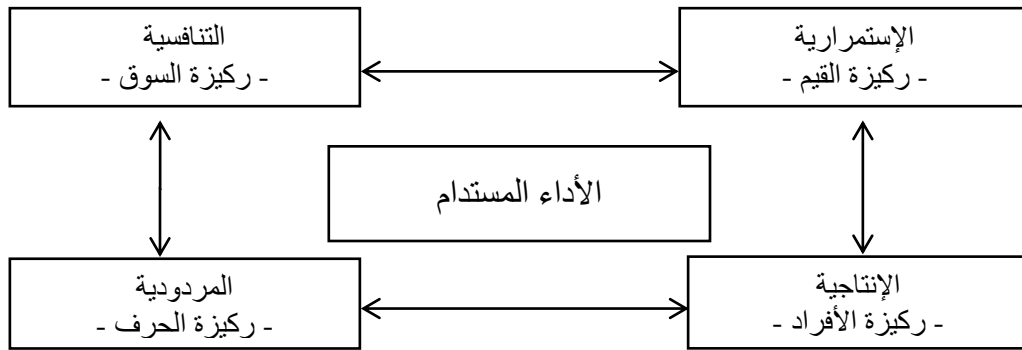 الإستمرارية
- ركيزة القيم -
التنافسية
- ركيزة السوق -
الأداء المستدام
الإنتاجية
- ركيزة الأفراد -
المردودية
- ركيزة الحرف -